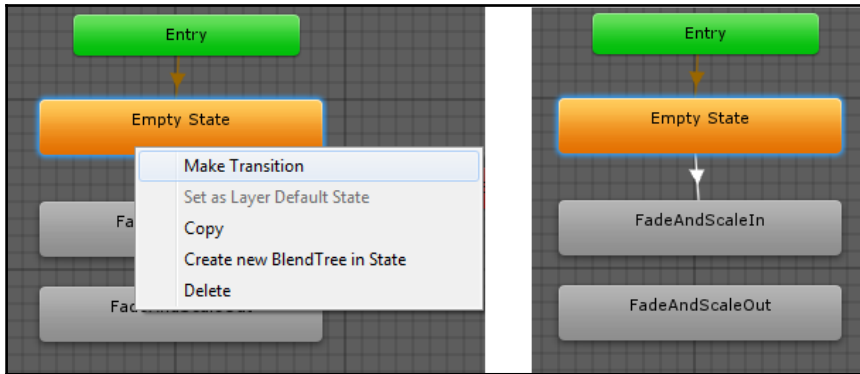 Entry
Empty State
Make Transition
Set as Layer Default State
Copy
Create new BlendTree in State
Delete
Entry
Empty State
FadeAndScaleIn
FadeAndScaleOut